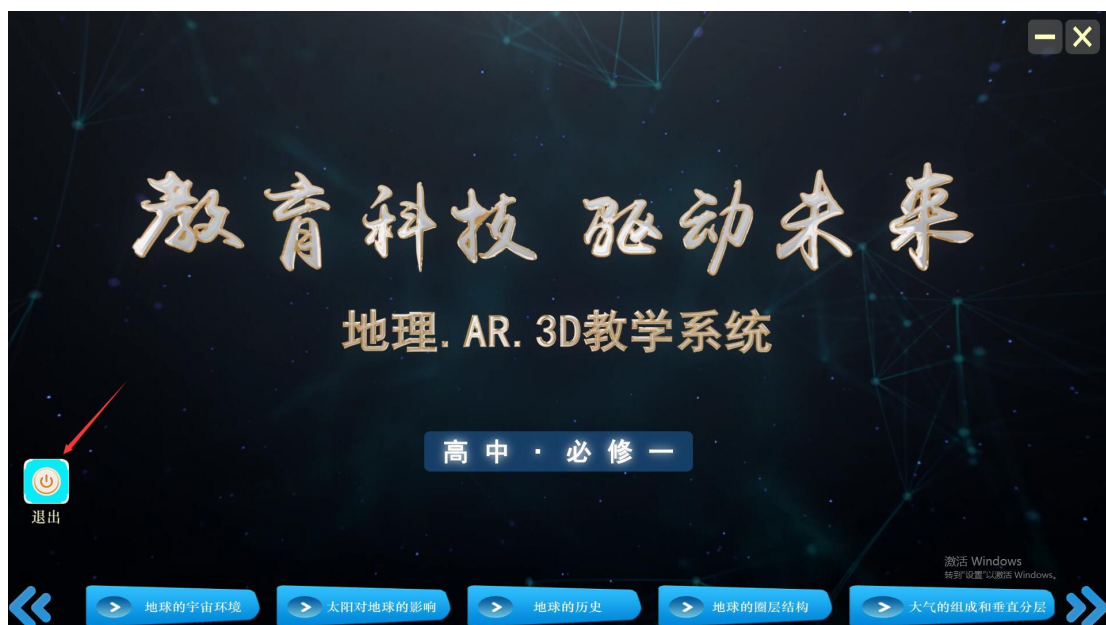 教育科技 驱动未来
地理.AR.3D教学系统
高中·必修一
退出
激活 Windows
转到"设置"以激活 Windows。
地球的宇宙环境
太阳对地球的影响
地球的历史
地球的圈层结构
大气的组成和垂直分层